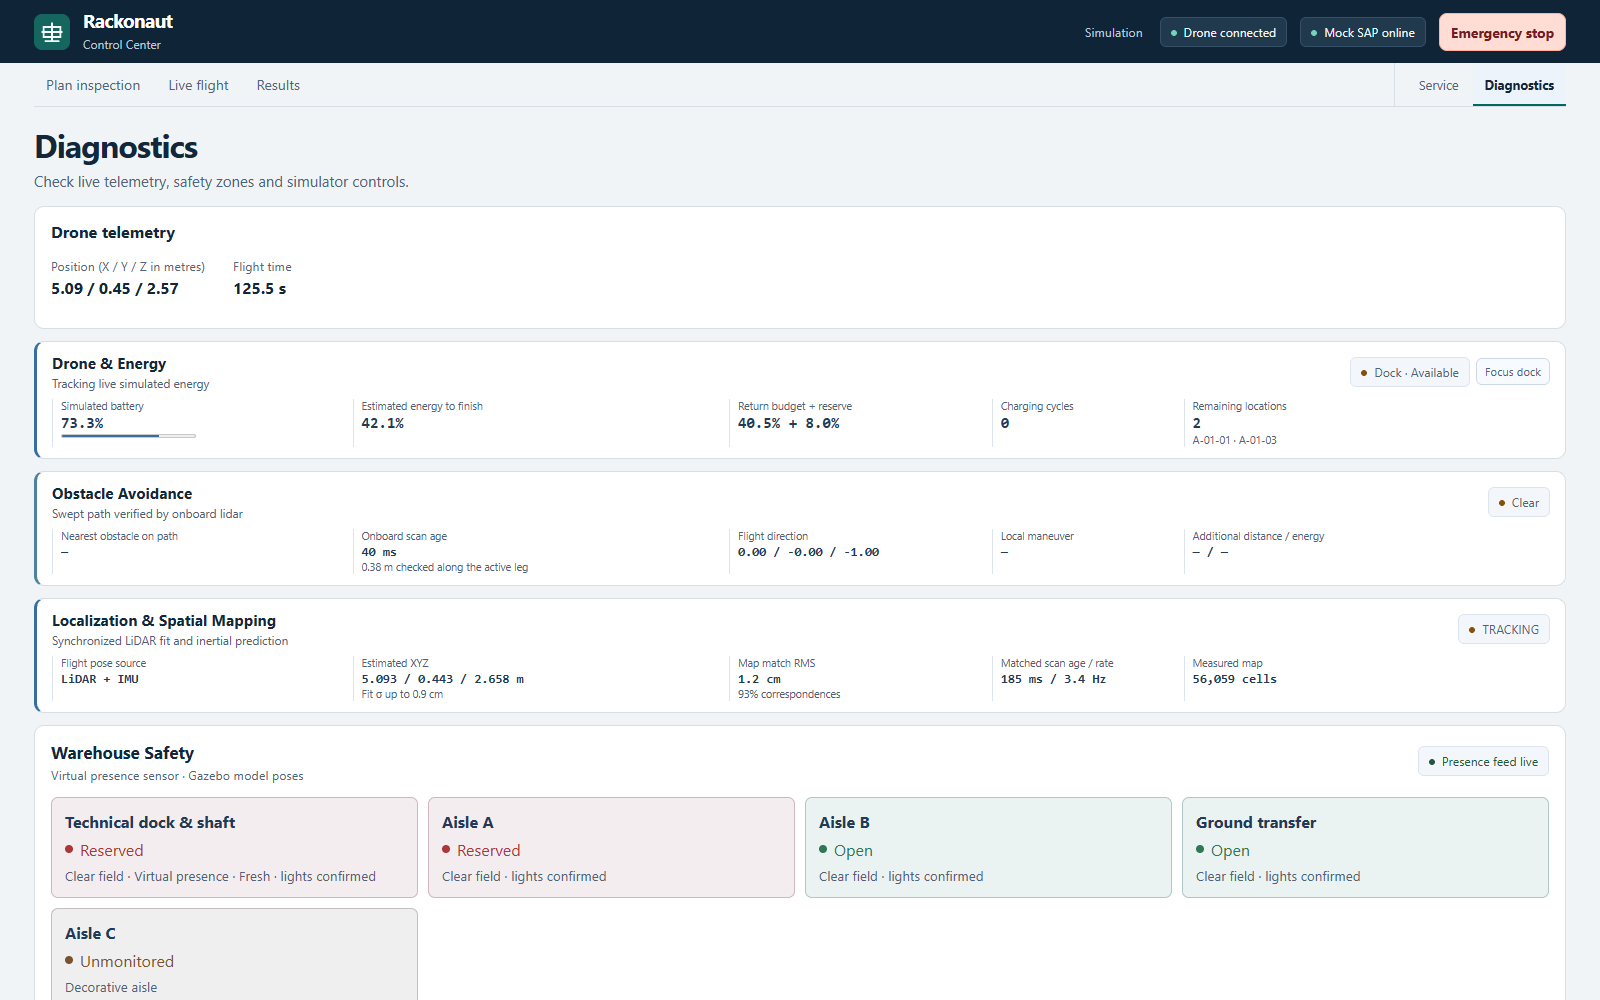 Rackonaut
Control Center
Simulation
Drone connected
Mock SAP online
Emergency stop
Plan inspection
Live flight
Results
Service
Diagnostics
Diagnostics
Check live telemetry, safety zones and simulator controls.
Drone telemetry
Position (X / Y / Z in metres)
5.09 / 0.45 / 2.57
Flight time
125.5 s
Drone & Energy
Tracking live simulated energy
Dock · Available
Focus dock
Simulated battery
73.3%
Estimated energy to finish
42.1%
Return budget + reserve
40.5% + 8.0%
Charging cycles
0
Remaining locations
2
A-01-01 · A-01-03
Obstacle Avoidance
Swept path verified by onboard lidar
Clear
Nearest obstacle on path
—
Onboard scan age
40 ms
0.38 m checked along the active leg
Flight direction
0.00 / -0.00 / -1.00
Local maneuver
—
Additional distance / energy
— / —
Localization & Spatial Mapping
Synchronized LiDAR fit and inertial prediction
TRACKING
Flight pose source
LiDAR + IMU
Estimated XYZ
5.093 / 0.443 / 2.658 m
Fit σ up to 0.9 cm
Map match RMS
1.2 cm
93% correspondences
Matched scan age / rate
185 ms / 3.4 Hz
Measured map
56,059 cells
Warehouse Safety
Virtual presence sensor · Gazebo model poses
Presence feed live
Technical dock & shaft
Reserved
Clear field · Virtual presence · Fresh · lights confirmed
Aisle A
Reserved
Clear field · lights confirmed
Aisle B
Open
Clear field · lights confirmed
Ground transfer
Open
Clear field · lights confirmed
Aisle C
Unmonitored
Decorative aisle